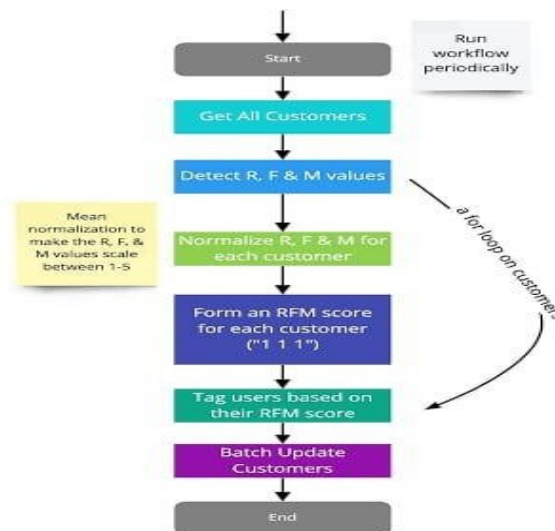 Start
Run
workflow
periodically
Get All Customers
Detect R, F & M values
Mean
normalization to
make the R, F, &
M values scale
between 1-5
Normalize R, F & M for
each customer
a for loop on customers
Form an RFM score
for each customer
("1 1 1")
Tag users based on
their RFM score
Batch Update
Customers
End